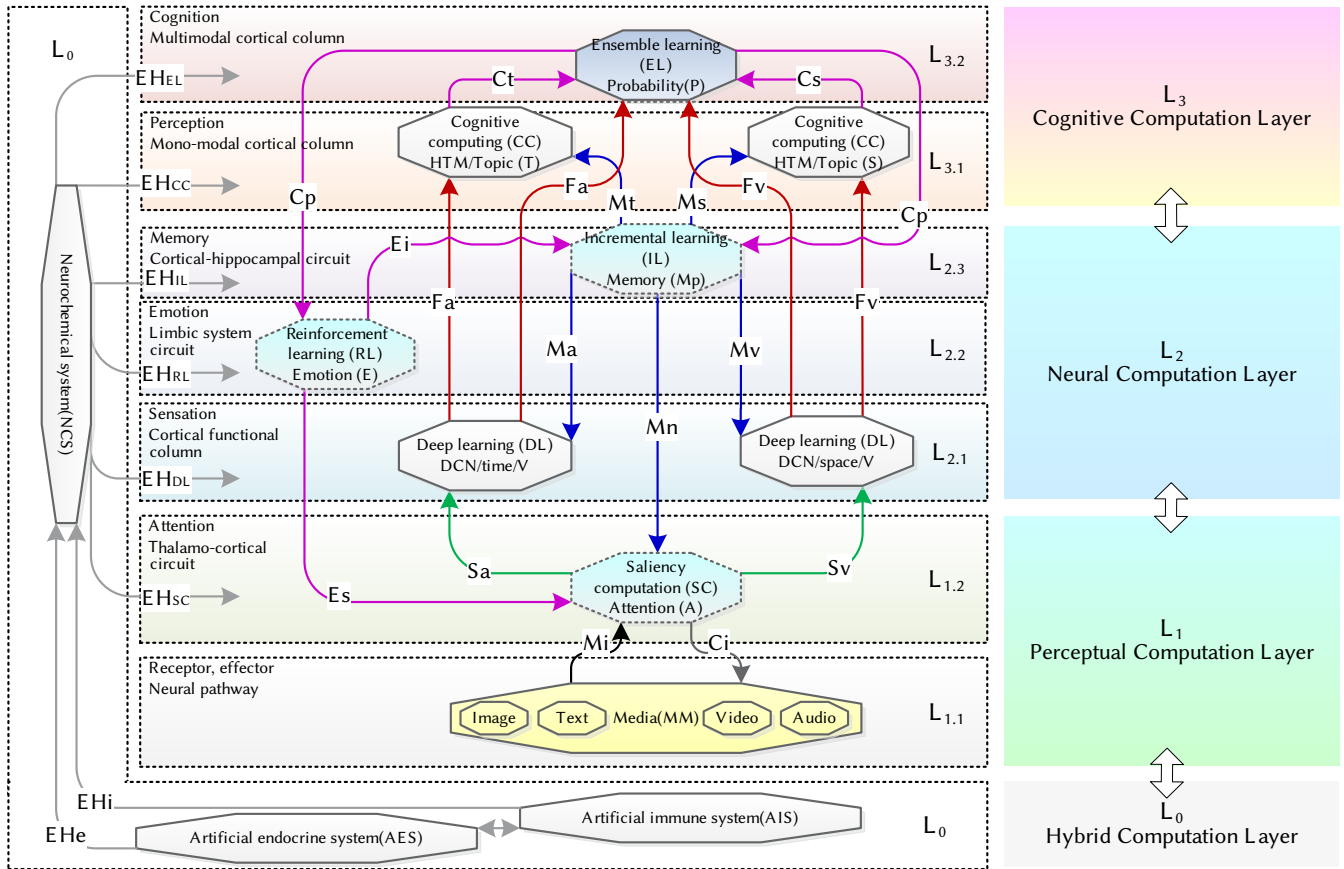 L0
Cognition
Multimodal cortical column
Ensemble learning
(EL)
Probability(P)
L3.2
EHEL
Ct
Cs
Perception
Mono-modal cortical column
Cognitive
computing (CC)
HTM/Topic (T)
Cognitive
computing (CC)
HTM/Topic (S)
L3.1
EHCC
Cp
Fa
Mt
Ms
Fv
Cp
Memory
Cortical-hippocampal circuit
Ei
Incremental learning
(IL)
Memory (Mp)
L2.3
EHIL
Fa
Fv
Emotion
Limbic system
circuit
Reinforcement
learning (RL)
Emotion (E)
Ma
Mv
L2.2
EHRL
Neurochemical system(NCS)
Sensation
Cortical functional
column
Mn
Deep learning (DL)
DCN/time/V
Deep learning (DL)
DCN/space/V
L2.1
EHDL
Attention
Thalamo-cortical
circuit
Sa
Saliency
computation (SC)
Attention (A)
Sv
L1.2
EHSC
Es
Mi
Ci
Receptor, effector
Neural pathway
Image
Text
Media(MM)
Video
Audio
L1.1
EHi
EHe
Artificial immune system(AIS)
Artificial endocrine system(AES)
L0
L3
Cognitive Computation Layer
L2
Neural Computation Layer
L1
Perceptual Computation Layer
L0
Hybrid Computation Layer